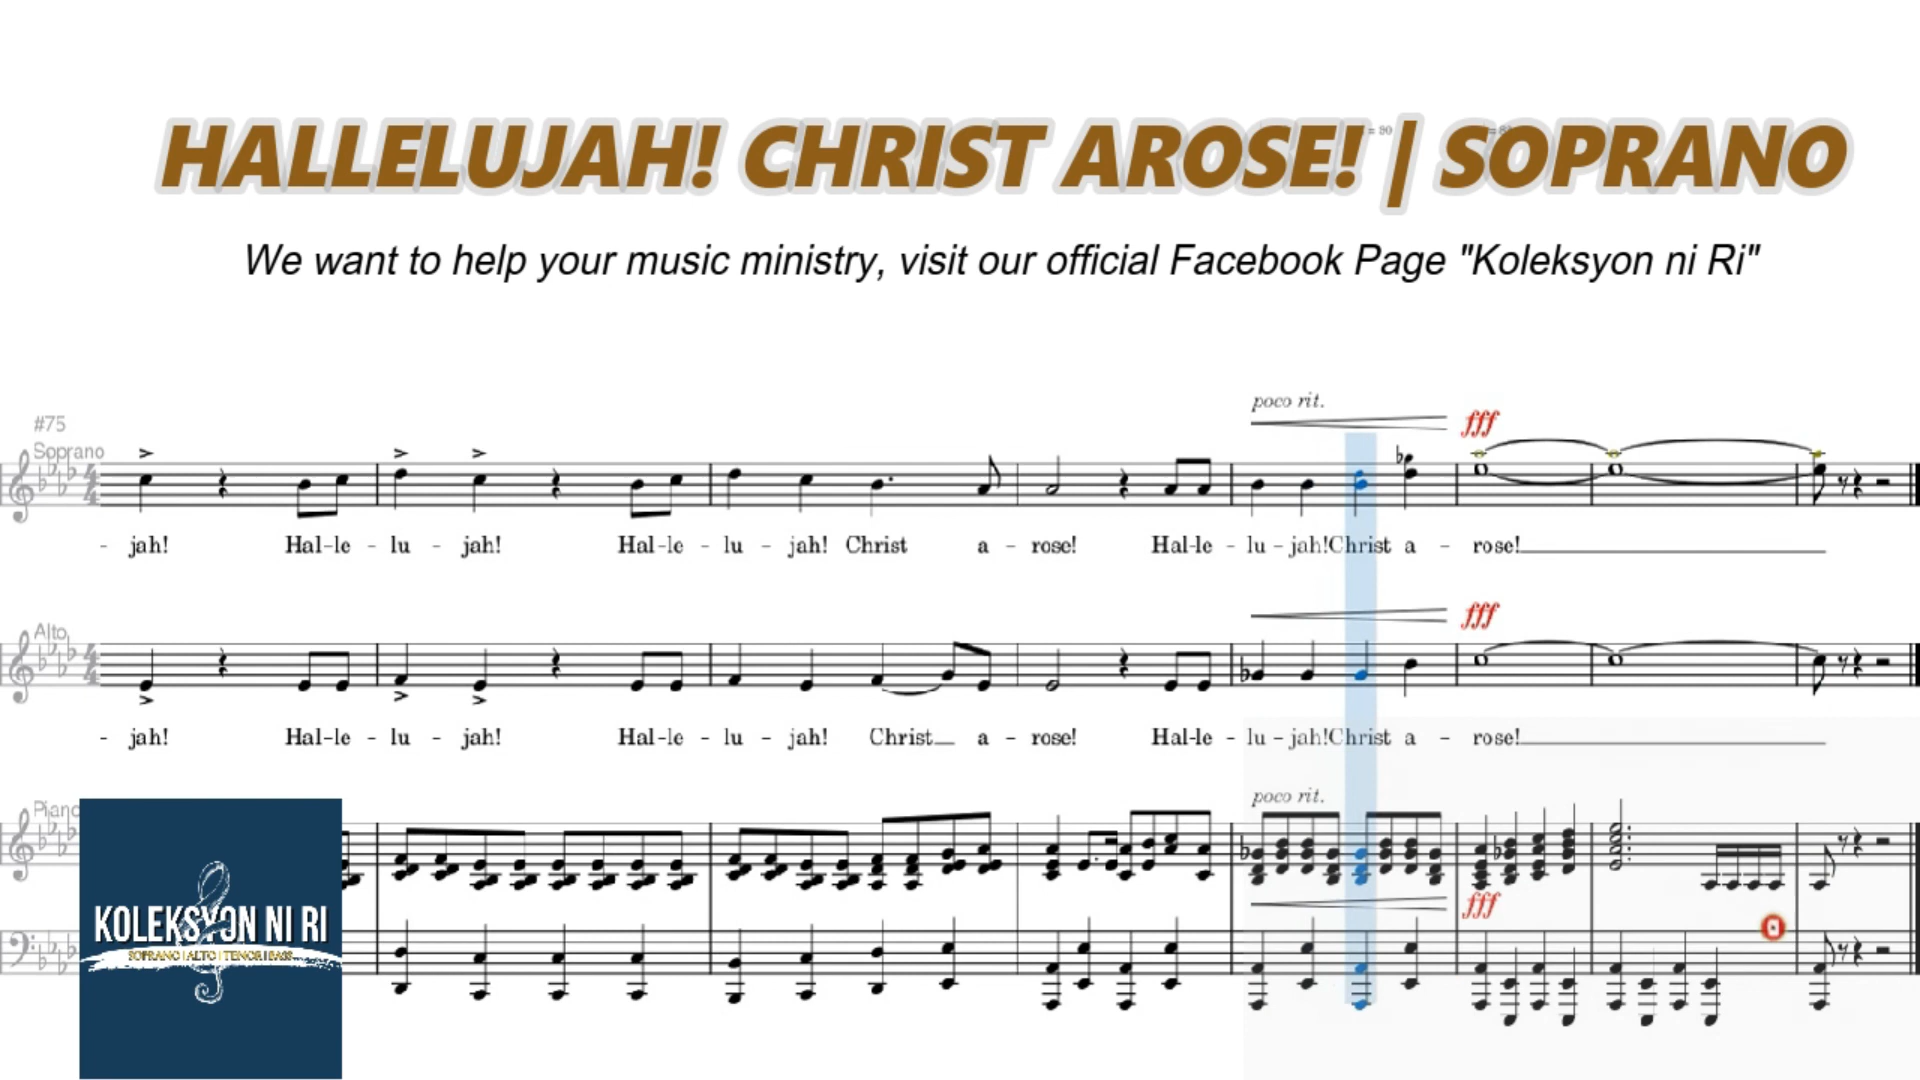 HALLELUJAH! CHRIST AROSE! | SOPRANO
We want to help your music ministry, visit our official Facebook Page "Koleksyon ni Ri"
= 90
poco rit.
#75
fff
Soprano
- jah! Hal-le - lu - jah! Hal-le - lu - jah! Christ a - rose! Hal-le - lu - jah!Christ a - rose!
fff
Alto
- jah! Hal-le - lu - jah! Hal-le - lu - jah! Christ a - rose! Hal-le - lu - jah!Christ a - rose!
poco rit.
Piano
fff
KOLEKSYON NI RI
SOPRANO | ALTO | TENOR | BASS